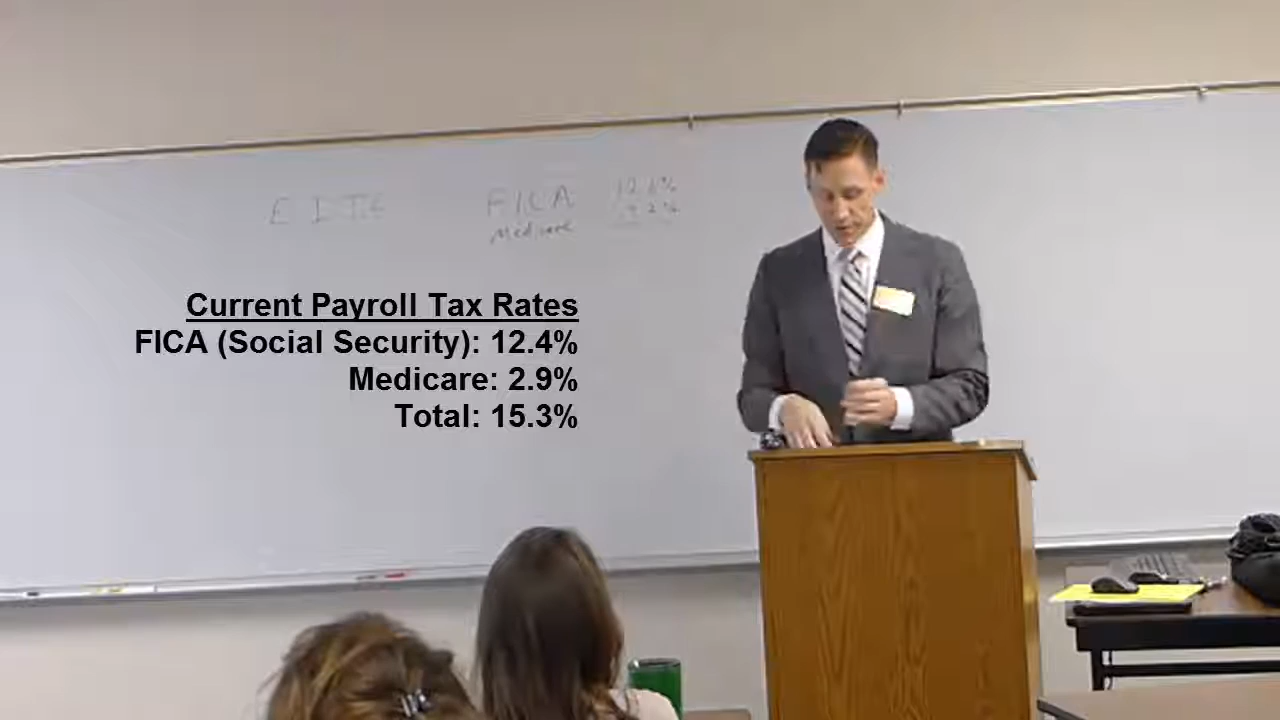 FICA
Medicare
Current Payroll Tax Rates
FICA (Social Security): 12.4%
Medicare: 2.9%
Total: 15.3%